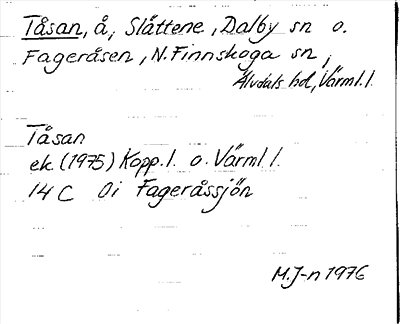 Tåsan, å, Slättene, Dalby sn o.
Fageråsen, N. Finnskoga sn,
Älvdals hd, Värml. l.
Tåsan
ek. (1975) Kopp. l. o. Värml. l.
14 C 0i Fageråssjön
M. J-n 1976